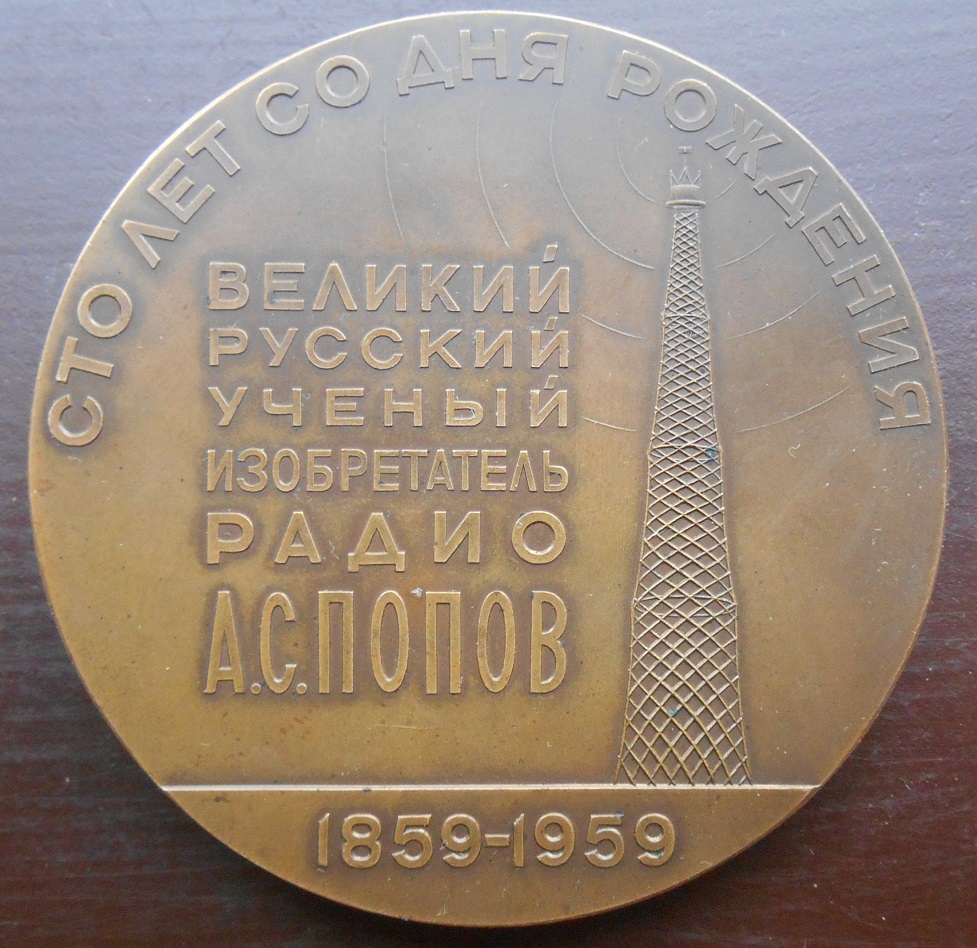 СТО ЛЕТ СО ДНЯ РОЖДЕНИЯ
ВЕЛИКИЙ
РУССКИЙ
УЧЕНЫЙ
ИЗОБРЕТАТЕЛЬ
РАДИО
А.С.ПОПОВ
1859-1959